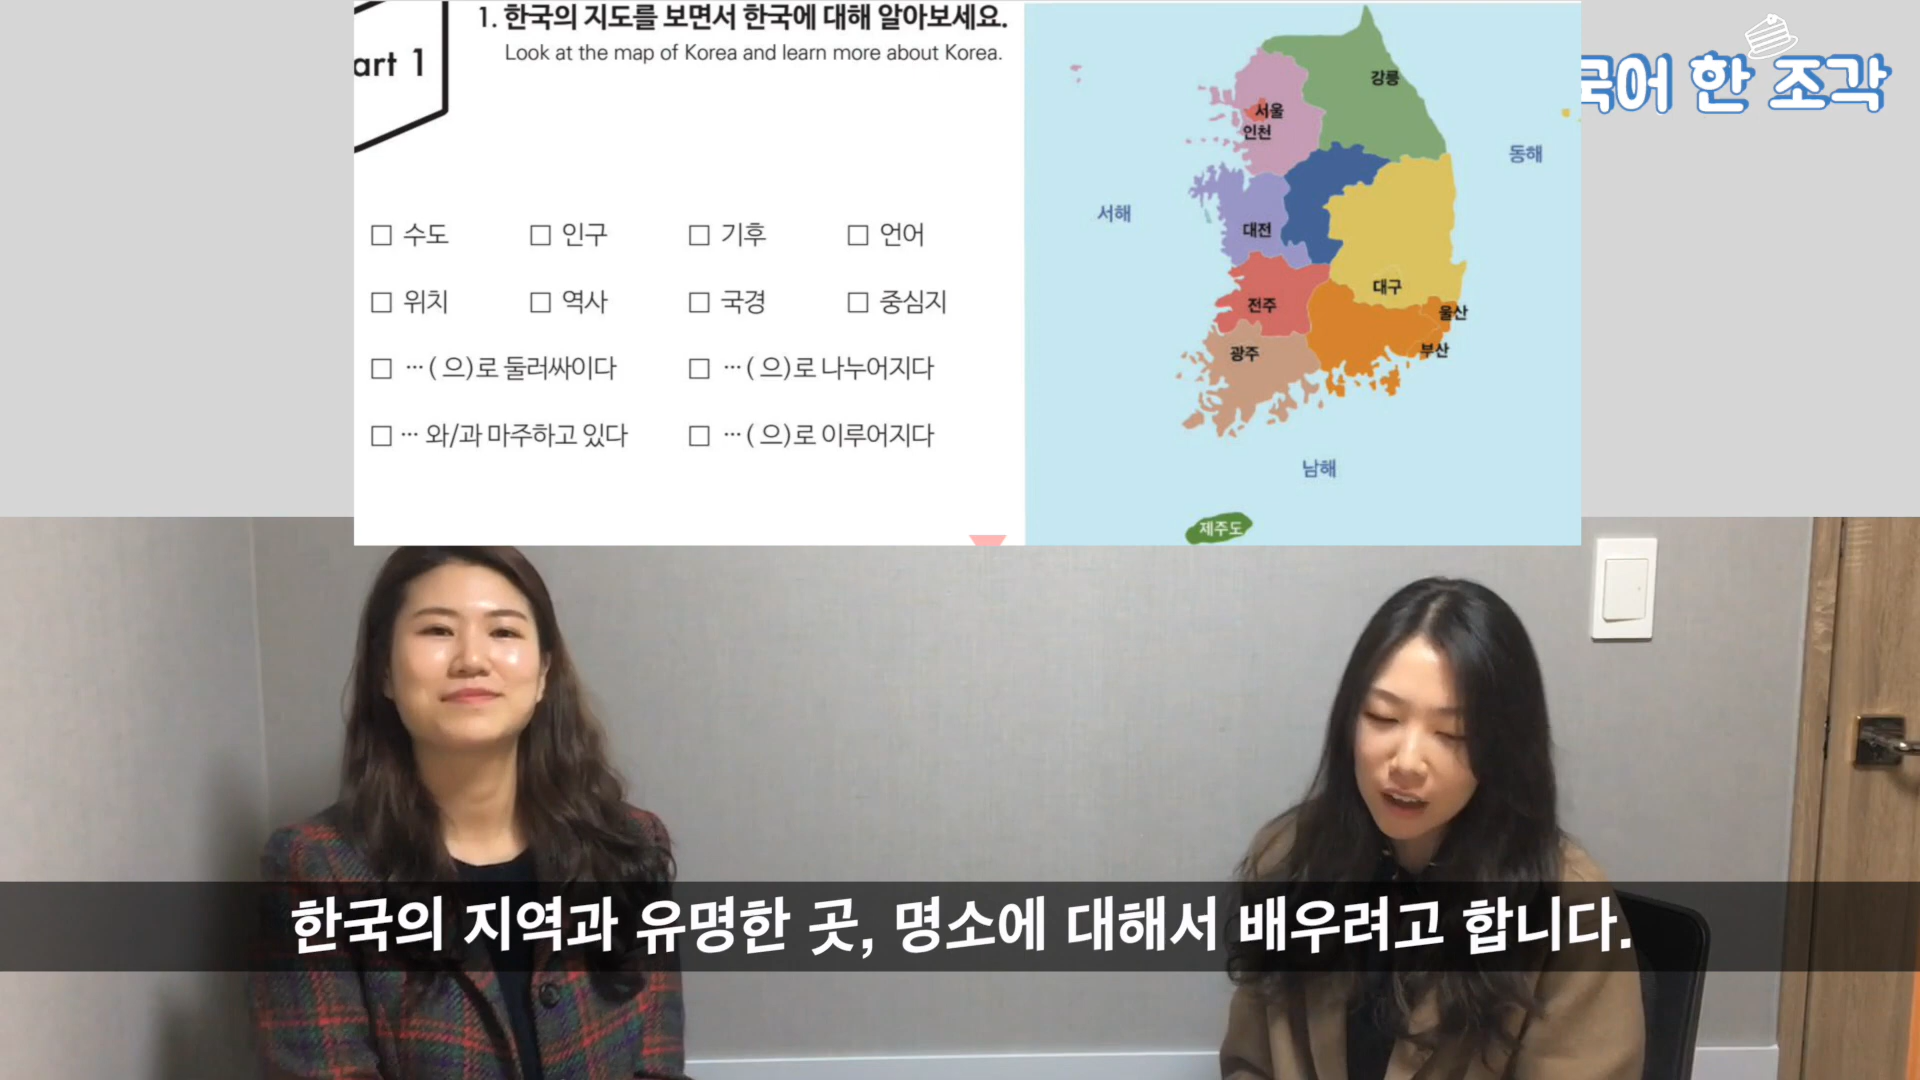 art 1
1. 한국의 지도를 보면서 한국에 대해 알아보세요.
Look at the map of Korea and learn more about Korea.
□ 수도 □ 인구 □ 기후 □ 언어
□ 위치 □ 역사 □ 국경 □ 중심지
□ …( 으)로 둘러싸이다 □ …( 으)로 나누어지다
□ … 와/과 마주하고 있다 □ …( 으)로 이루어지다
강릉
서울
인천
동해
서해
대전
대구
전주
울산
부산
광주
남해
제주도
국어 한 조각
한국의 지역과 유명한 곳, 명소에 대해서 배우려고 합니다.